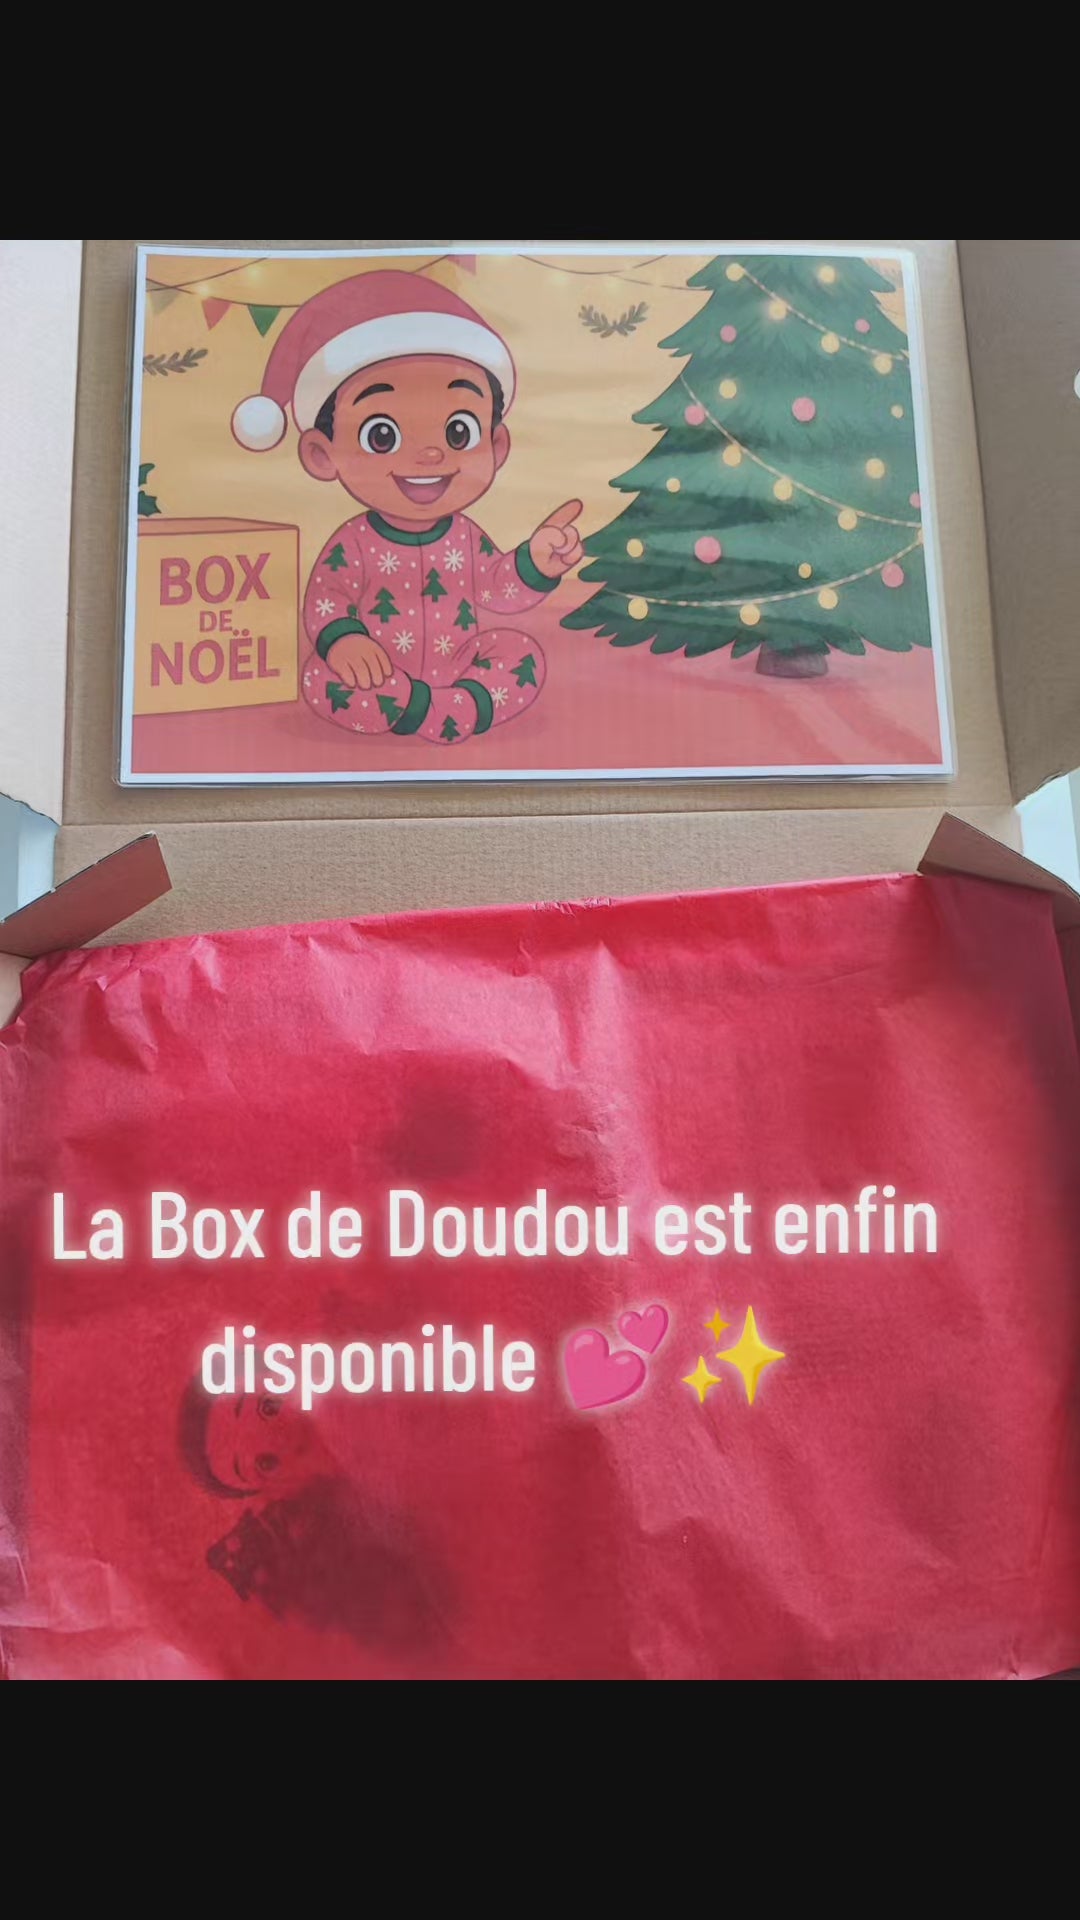 BOX
DE
NOËL
La Box de Doudou est enfin
disponible 💕 ✨